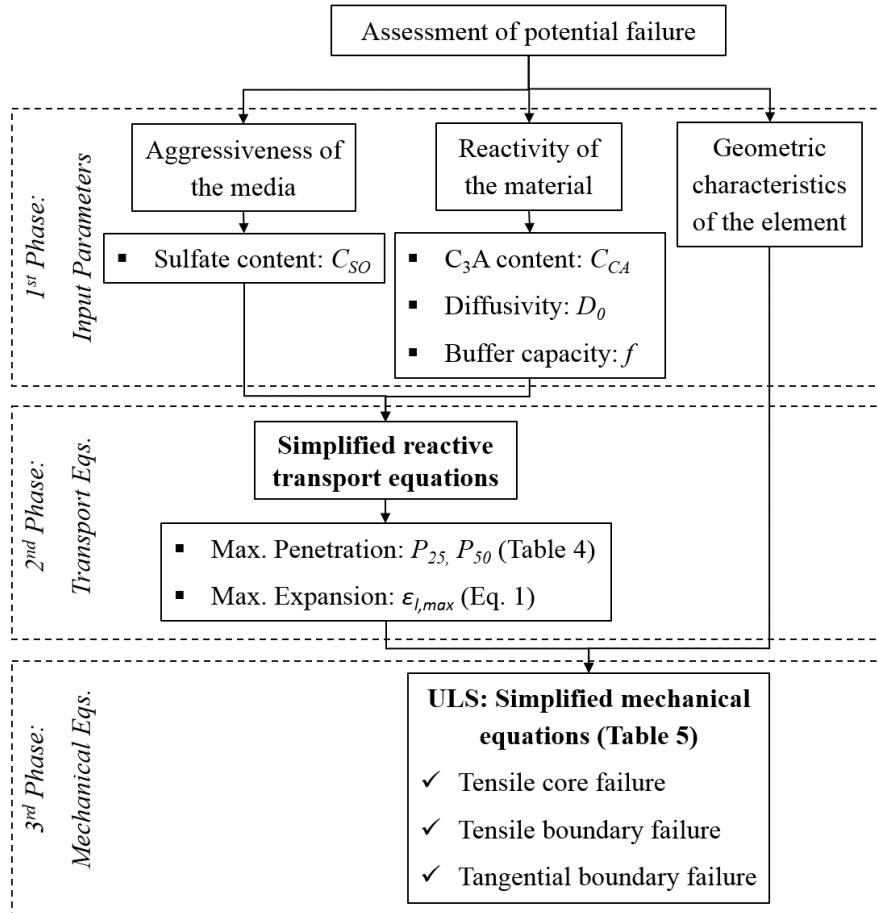 Assessment of potential failure
1st Phase:
Input Parameters
Aggressiveness of
the media
Reactivity of
the material
Geometric
characteristics
of the element
▪ Sulfate content: C_SO
▪ C₃A content: C_CA
▪ Diffusivity: D₀
▪ Buffer capacity: f
2nd Phase:
Transport Eqs.
Simplified reactive
transport equations
▪ Max. Penetration: P₂₅, P₅₀ (Table 4)
▪ Max. Expansion: ε_l,max (Eq. 1)
3rd Phase:
Mechanical Eqs.
ULS: Simplified mechanical
equations (Table 5)
✓ Tensile core failure
✓ Tensile boundary failure
✓ Tangential boundary failure